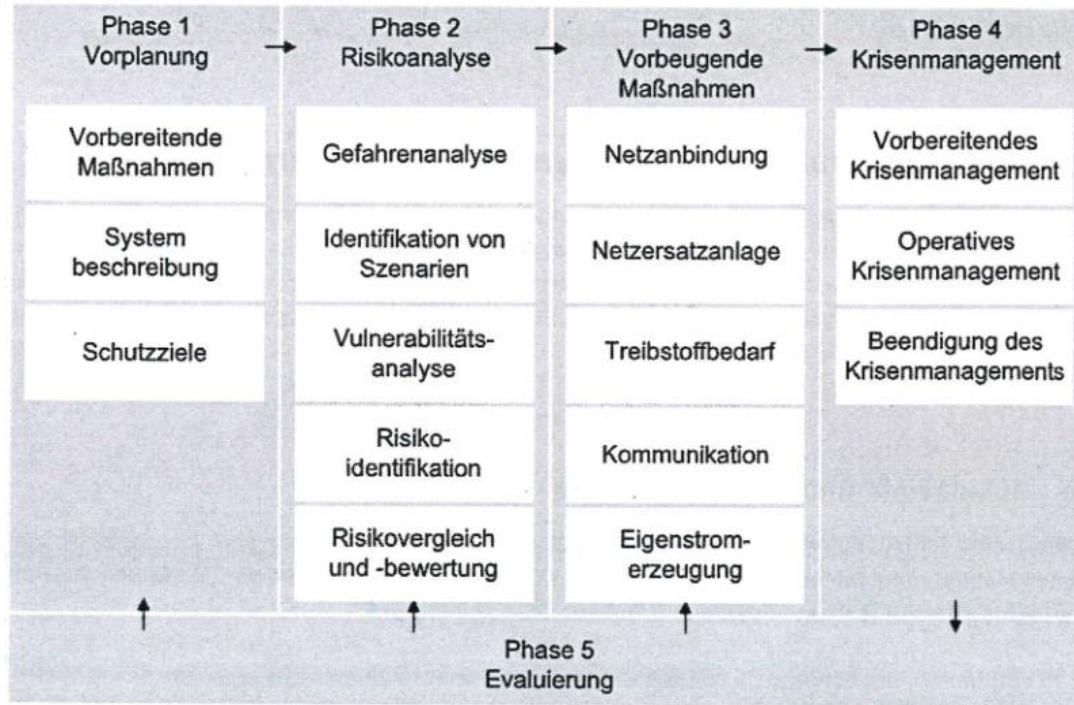 Phase 1
Vorplanung
Vorbereitende
Maßnahmen
System
beschreibung
Schutzziele
Phase 2
Risikoanalyse
Gefahrenanalyse
Identifikation von
Szenarien
Vulnerabilitäts-
analyse
Risiko-
identifikation
Risikovergleich
und -bewertung
Phase 3
Vorbeugende
Maßnahmen
Netzanbindung
Netzersatzanlage
Treibstoffbedarf
Kommunikation
Eigenstrom-
erzeugung
Phase 4
Krisenmanagement
Vorbereitendes
Krisenmanagement
Operatives
Krisenmanagement
Beendigung des
Krisenmanagements
Phase 5
Evaluierung